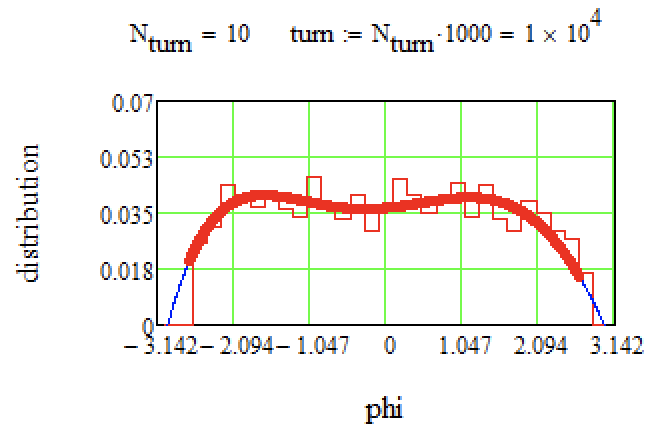 N_turn = 10 turn := N_turn·1000 = 1 × 10^4
0.07
0.053
0.035
0.018
0
distribution
− 3.142 − 2.094 − 1.047 0 1.047 2.094 3.142
phi